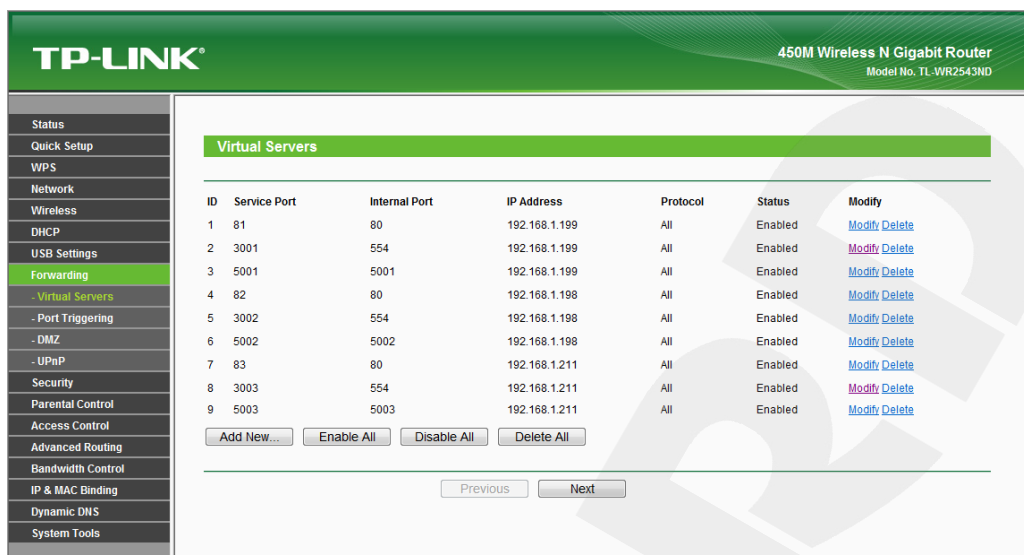 TP-LINK®
450M Wireless N Gigabit Router
Model No. TL-WR2543ND
Status
Quick Setup
WPS
Network
Wireless
DHCP
USB Settings
Forwarding
- Virtual Servers
- Port Triggering
- DMZ
- UPnP
Security
Parental Control
Access Control
Advanced Routing
Bandwidth Control
IP & MAC Binding
Dynamic DNS
System Tools
Virtual Servers
ID Service Port Internal Port IP Address Protocol Status Modify
1 81 80 192.168.1.199 All Enabled Modify Delete
2 3001 554 192.168.1.199 All Enabled Modify Delete
3 5001 5001 192.168.1.199 All Enabled Modify Delete
4 82 80 192.168.1.198 All Enabled Modify Delete
5 3002 554 192.168.1.198 All Enabled Modify Delete
6 5002 5002 192.168.1.198 All Enabled Modify Delete
7 83 80 192.168.1.211 All Enabled Modify Delete
8 3003 554 192.168.1.211 All Enabled Modify Delete
9 5003 5003 192.168.1.211 All Enabled Modify Delete
Add New... Enable All Disable All Delete All
Previous Next